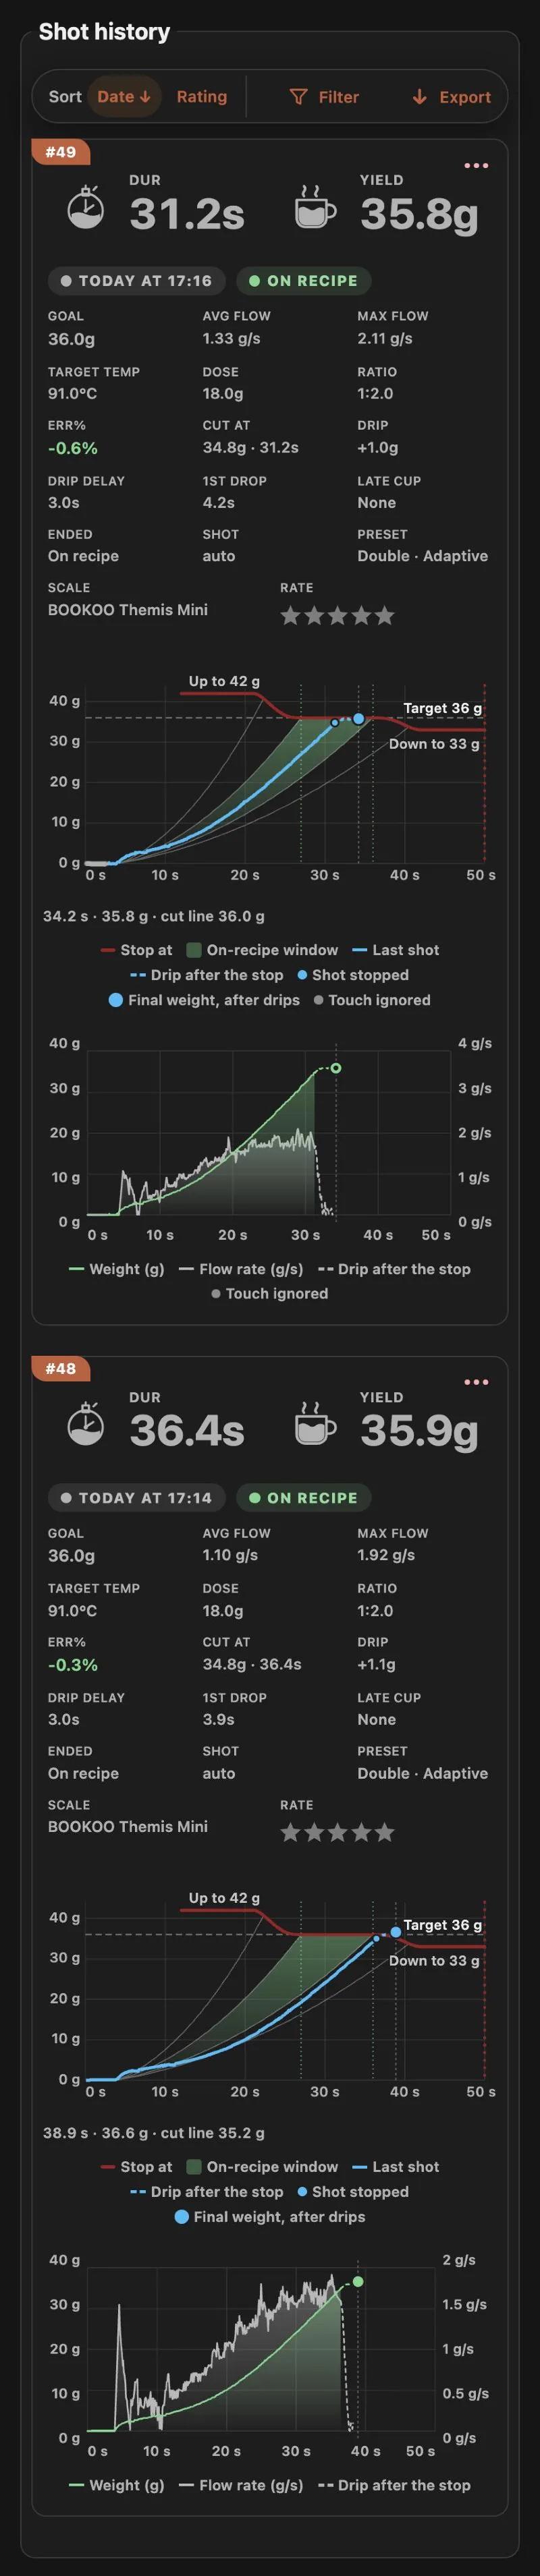 Shot history
Sort Date ↓ Rating Filter ↓ Export
#49
DUR YIELD
31.2s 35.8g
TODAY AT 17:16 ON RECIPE
GOAL AVG FLOW MAX FLOW
36.0g 1.33 g/s 2.11 g/s
TARGET TEMP DOSE RATIO
91.0°C 18.0g 1:2.0
ERR% CUT AT DRIP
-0.6% 34.8g · 31.2s +1.0g
DRIP DELAY 1ST DROP LATE CUP
3.0s 4.2s None
ENDED SHOT PRESET
On recipe auto Double · Adaptive
SCALE RATE
BOOKOO Themis Mini ★★★★★
Up to 42 g
40 g
Target 36 g
30 g
Down to 33 g
20 g
10 g
0 g
0 s 10 s 20 s 30 s 40 s 50 s
34.2 s · 35.8 g · cut line 36.0 g
Stop at On-recipe window Last shot
Drip after the stop Shot stopped
Final weight, after drips Touch ignored
40 g 4 g/s
30 g 3 g/s
20 g 2 g/s
10 g 1 g/s
0 g 0 g/s
0 s 10 s 20 s 30 s 40 s 50 s
Weight (g) Flow rate (g/s) Drip after the stop
Touch ignored
#48
DUR YIELD
36.4s 35.9g
TODAY AT 17:14 ON RECIPE
GOAL AVG FLOW MAX FLOW
36.0g 1.10 g/s 1.92 g/s
TARGET TEMP DOSE RATIO
91.0°C 18.0g 1:2.0
ERR% CUT AT DRIP
-0.3% 34.8g · 36.4s +1.1g
DRIP DELAY 1ST DROP LATE CUP
3.0s 3.9s None
ENDED SHOT PRESET
On recipe auto Double · Adaptive
SCALE RATE
BOOKOO Themis Mini ★★★★★
Up to 42 g
40 g
Target 36 g
30 g
Down to 33 g
20 g
10 g
0 g
0 s 10 s 20 s 30 s 40 s 50 s
38.9 s · 36.6 g · cut line 35.2 g
Stop at On-recipe window Last shot
Drip after the stop Shot stopped
Final weight, after drips
40 g 2 g/s
30 g 1.5 g/s
20 g 1 g/s
10 g 0.5 g/s
0 g 0 g/s
0 s 10 s 20 s 30 s 40 s 50 s
Weight (g) Flow rate (g/s) Drip after the stop